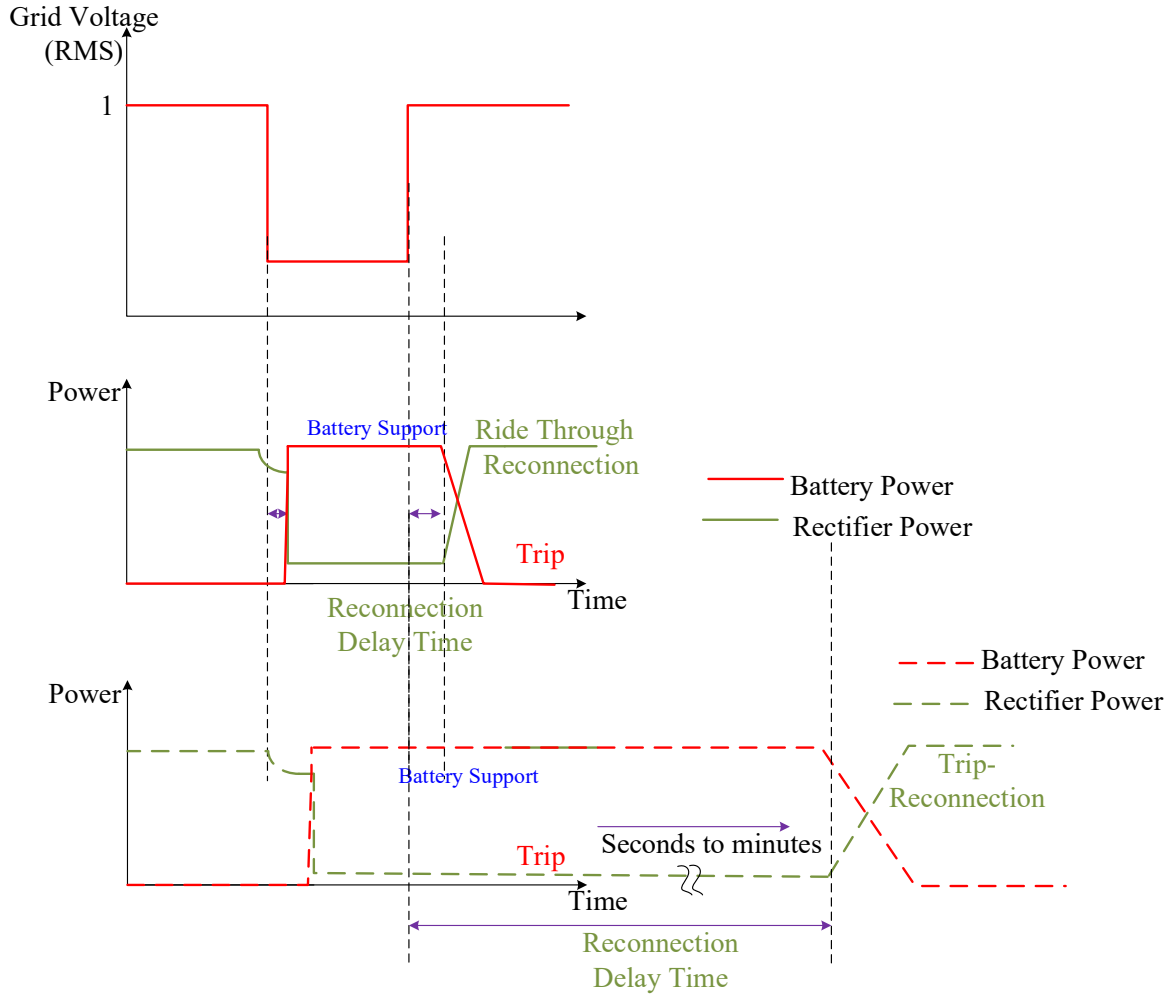 Grid Voltage
(RMS)
1
Power
Battery Support
Ride Through
Reconnection
Battery Power
Rectifier Power
Trip
Time
Reconnection
Delay Time
Power
Battery Power
Rectifier Power
Battery Support
Trip-
Reconnection
Seconds to minutes
Trip
Time
Reconnection
Delay Time